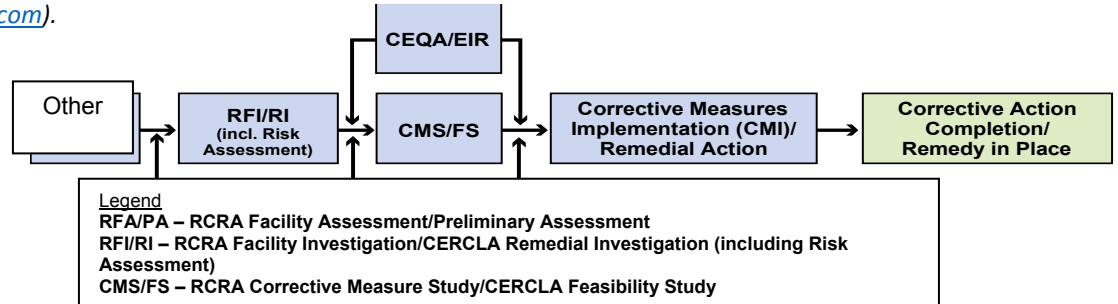 com).
CEQA/EIR
Other
RFI/RI
(incl. Risk
Assessment)
CMS/FS
Corrective Measures
Implementation (CMI)/
Remedial Action
Corrective Action
Completion/
Remedy in Place
Legend
RFA/PA – RCRA Facility Assessment/Preliminary Assessment
RFI/RI – RCRA Facility Investigation/CERCLA Remedial Investigation (including Risk
Assessment)
CMS/FS – RCRA Corrective Measure Study/CERCLA Feasibility Study